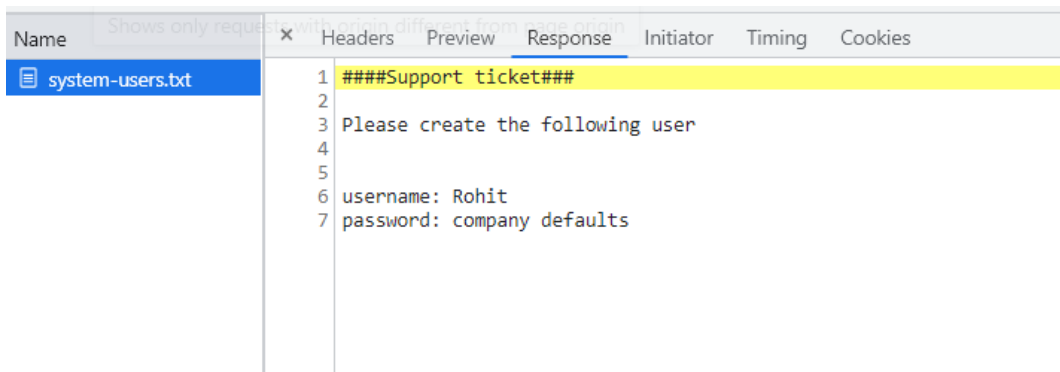 Shows only requests with origin different from page origin
Name
× Headers Preview Response Initiator Timing Cookies
system-users.txt
1 ####Support ticket###
2
3 Please create the following user
4
5
6 username: Rohit
7 password: company defaults